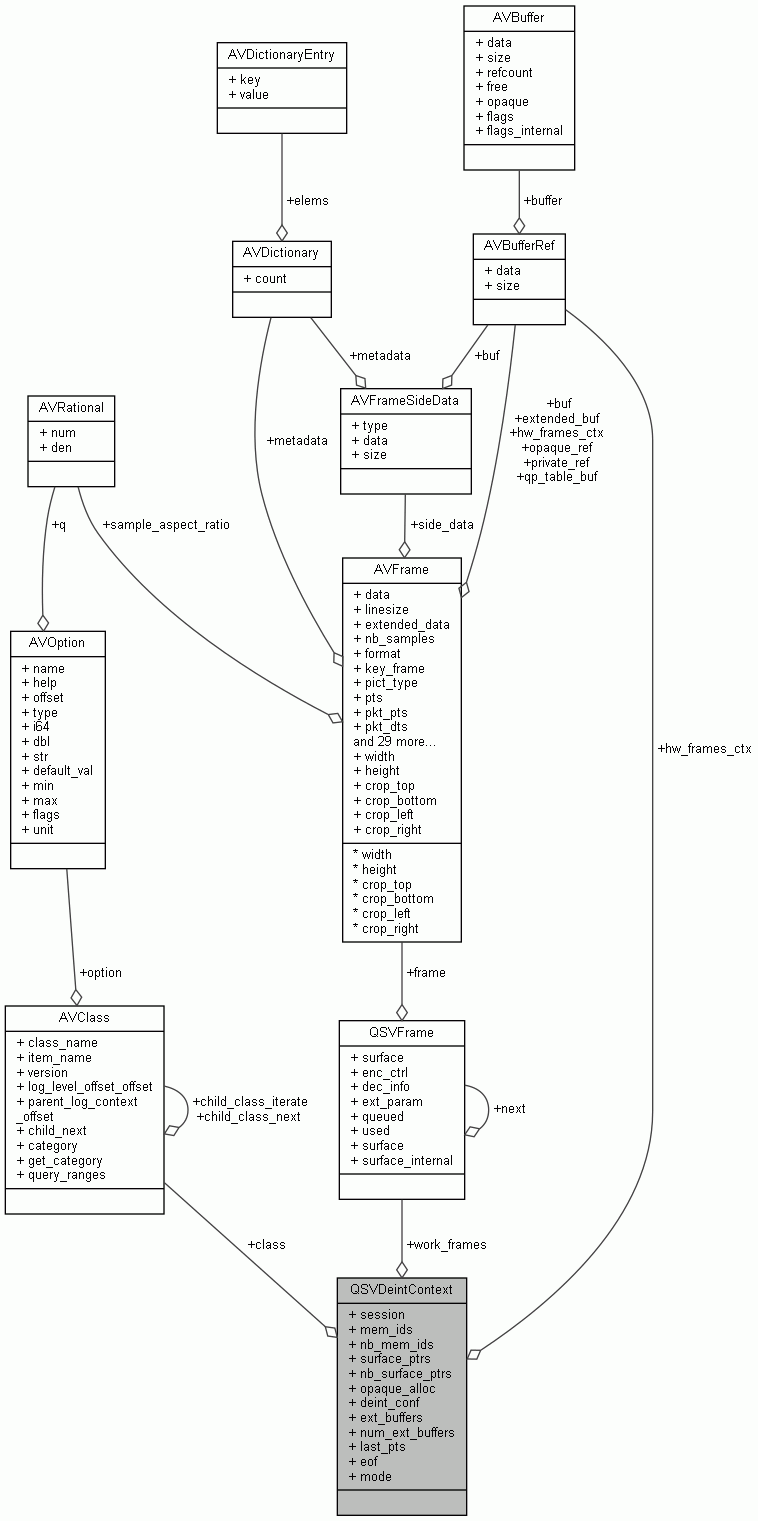 AVBuffer
+ data
+ size
+ refcount
+ free
+ opaque
+ flags
+ flags_internal
AVDictionaryEntry
+ key
+ value
+elems
+buffer
AVDictionary
+ count
AVBufferRef
+ data
+ size
+metadata
+buf
AVFrameSideData
+ type
+ data
+ size
AVRational
+ num
+ den
+metadata
+buf
+extended_buf
+hw_frames_ctx
+opaque_ref
+private_ref
+qp_table_buf
+q
+sample_aspect_ratio
+side_data
AVFrame
+ data
+ linesize
+ extended_data
+ nb_samples
+ format
+ key_frame
+ pict_type
+ pts
+ pkt_pts
+ pkt_dts
and 29 more...
+ width
+ height
+ crop_top
+ crop_bottom
+ crop_left
+ crop_right
* width
* height
* crop_top
* crop_bottom
* crop_left
* crop_right
AVOption
+ name
+ help
+ offset
+ type
+ i64
+ dbl
+ str
+ default_val
+ min
+ max
+ flags
+ unit
+hw_frames_ctx
+option
+frame
AVClass
+ class_name
+ item_name
+ version
+ log_level_offset_offset
+ parent_log_context
_offset
+ child_next
+ category
+ get_category
+ query_ranges
+child_class_iterate
+child_class_next
QSVFrame
+ surface
+ enc_ctrl
+ dec_info
+ ext_param
+ queued
+ used
+ surface
+ surface_internal
+next
+class
+work_frames
QSVDeintContext
+ session
+ mem_ids
+ nb_mem_ids
+ surface_ptrs
+ nb_surface_ptrs
+ opaque_alloc
+ deint_conf
+ ext_buffers
+ num_ext_buffers
+ last_pts
+ eof
+ mode